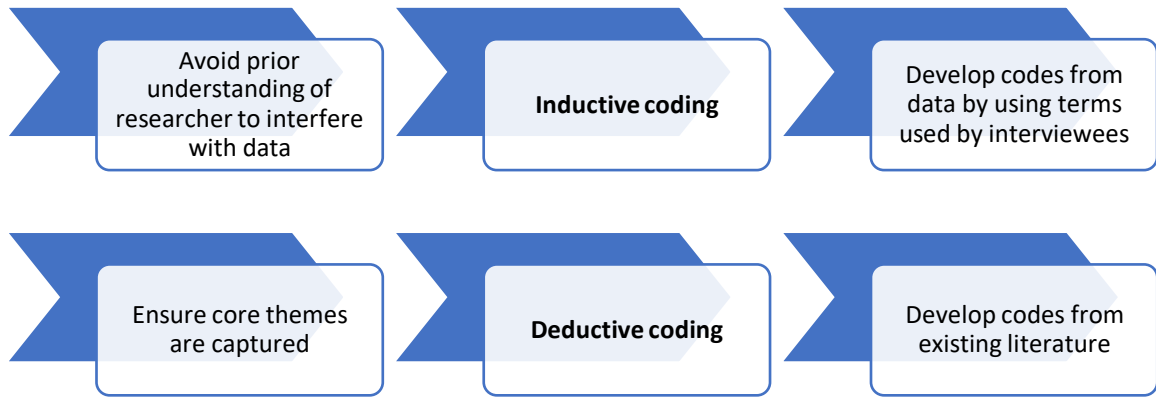 Avoid prior
understanding of
researcher to interfere
with data
Inductive coding
Develop codes from
data by using terms
used by interviewees
Ensure core themes
are captured
Deductive coding
Develop codes from
existing literature